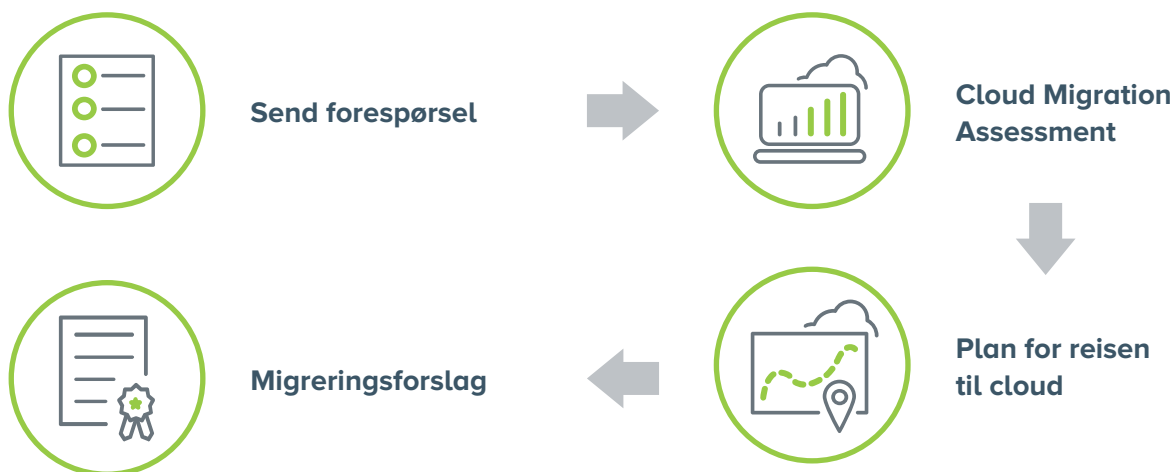 Send forespørsel
Cloud Migration
Assessment
Plan for reisen
til cloud
Migreringsforslag